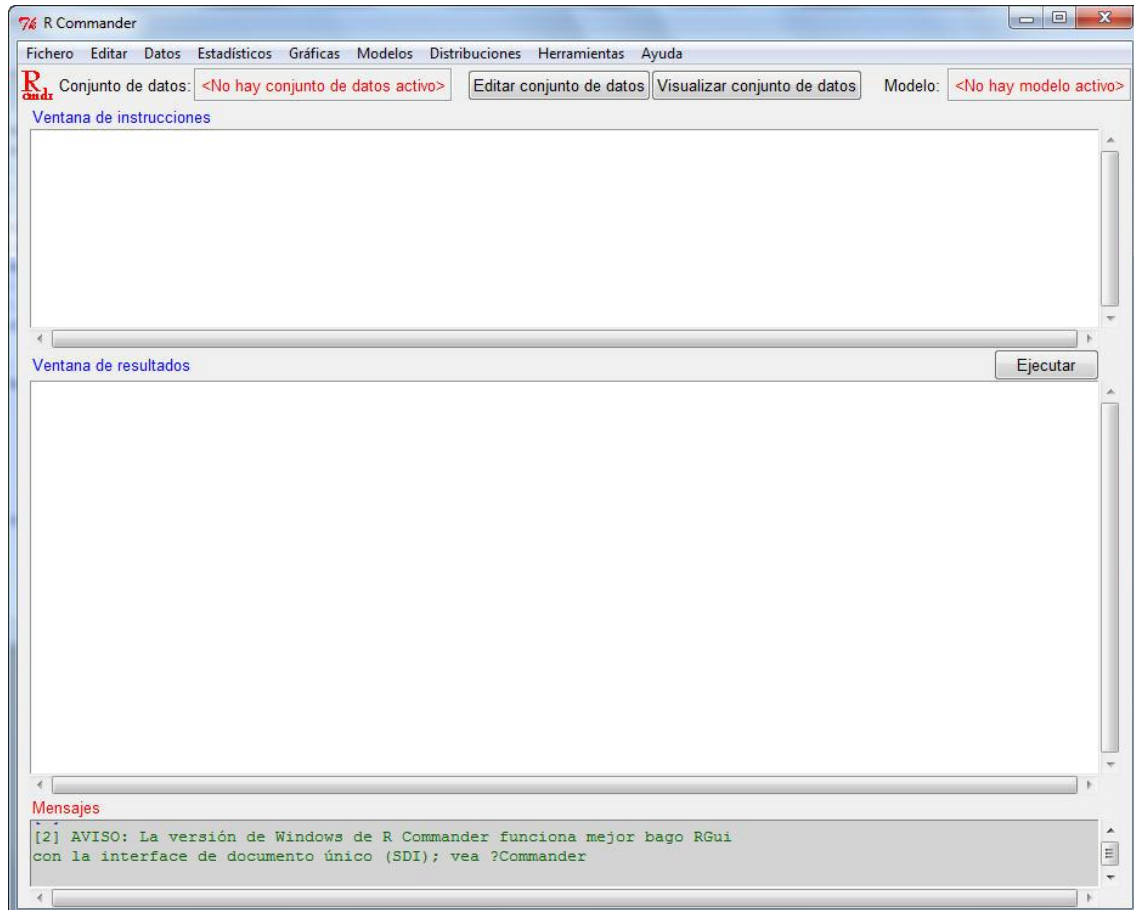 R Commander
Fichero Editar Datos Estadísticos Gráficas Modelos Distribuciones Herramientas Ayuda
R cmdr Conjunto de datos: <No hay conjunto de datos activo> Editar conjunto de datos Visualizar conjunto de datos Modelo: <No hay modelo activo>
Ventana de instrucciones
Ventana de resultados Ejecutar
Mensajes
[2] AVISO: La versión de Windows de R Commander funciona mejor bago RGui
con la interface de documento único (SDI); vea ?Commander